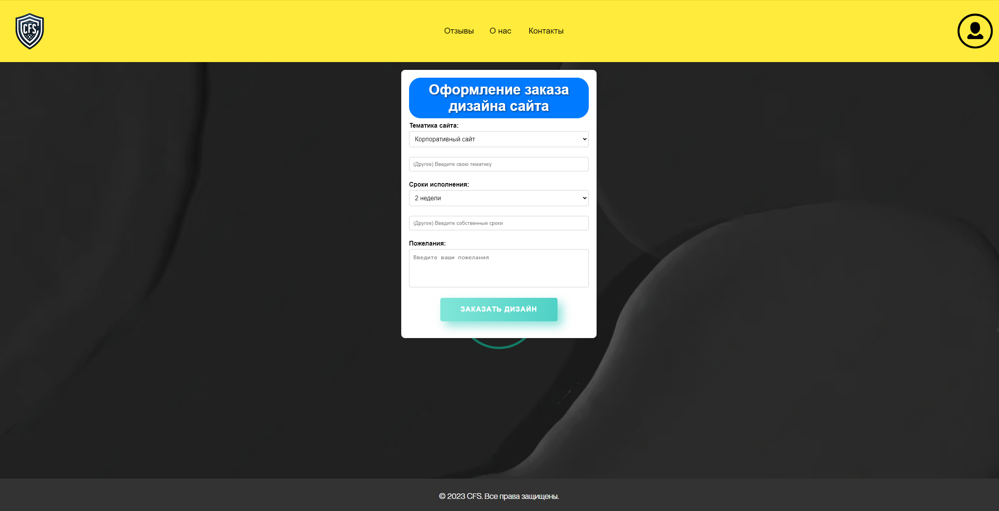 CFS
Отзывы
О нас
Контакты
Оформление заказа
дизайна сайта
Тематика сайта:
Корпоративный сайт
(Другое) Введите свою тематику
Сроки исполнения:
2 недели
(Другое) Введите собственные сроки
Пожелания:
Введите ваши пожелания
ЗАКАЗАТЬ ДИЗАЙН
© 2023 CFS. Все права защищены.